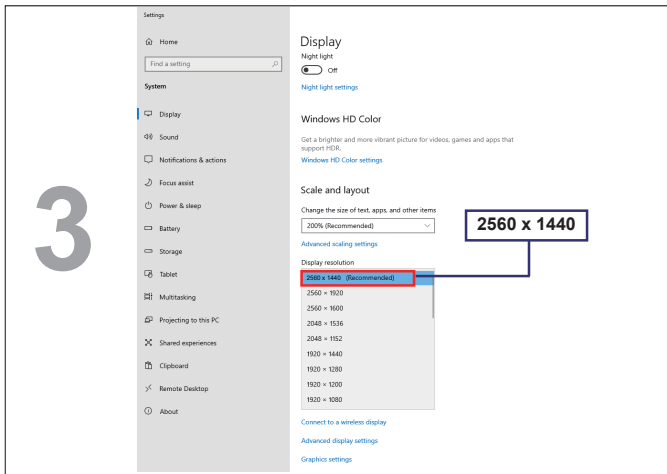 3
Settings
Home
Find a setting
System
Display
Sound
Notifications & actions
Focus assist
Power & sleep
Battery
Storage
Tablet
Multitasking
Projecting to this PC
Shared experiences
Clipboard
Remote Desktop
About
Display
Night light
Off
Night light settings
Windows HD Color
Get a brighter and more vibrant picture for videos, games and apps that
support HDR.
Windows HD Color settings
Scale and layout
Change the size of text, apps, and other items
200% (Recommended)
Advanced scaling settings
Display resolution
2560 x 1440 (Recommended)
2560 × 1920
2560 × 1600
2048 × 1536
2048 × 1152
1920 × 1440
1920 × 1280
1920 × 1200
1920 × 1080
Connect to a wireless display
Advanced display settings
Graphics settings
2560 x 1440